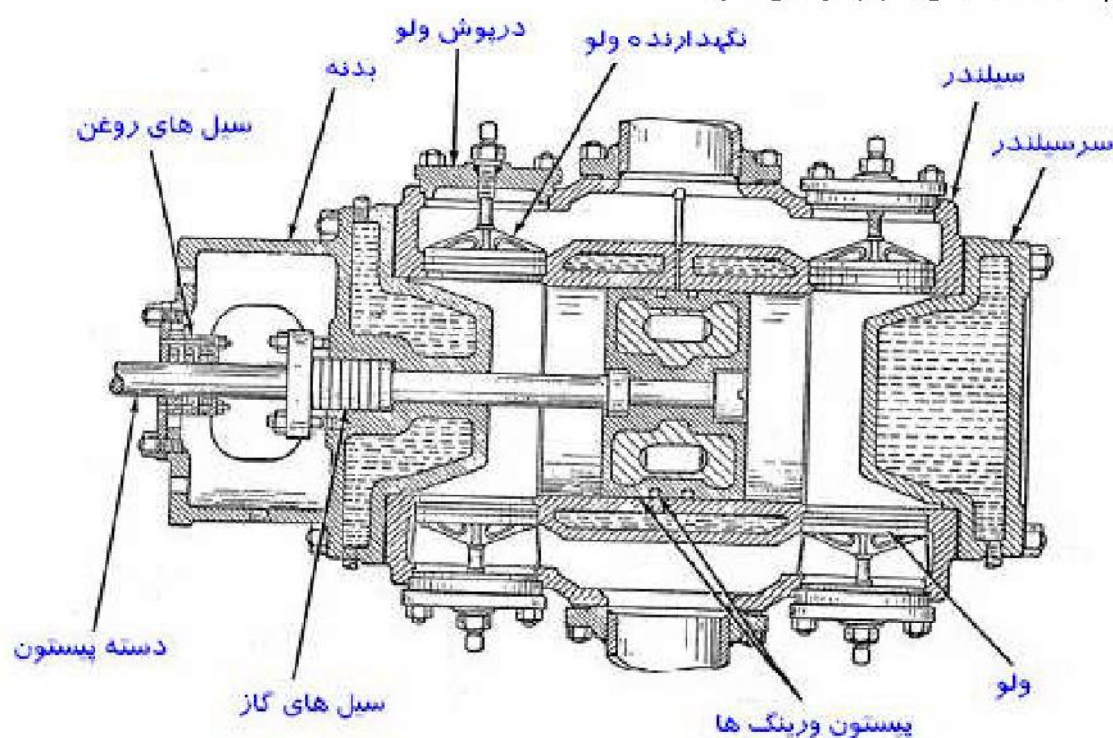 درپوش ولو
نگهدارنده ولو
بدنه
سیلندر
سیل های روغن
سرسیلندر
دسته پیستون
سیل های گاز
پیستون ورینگ ها
ولو